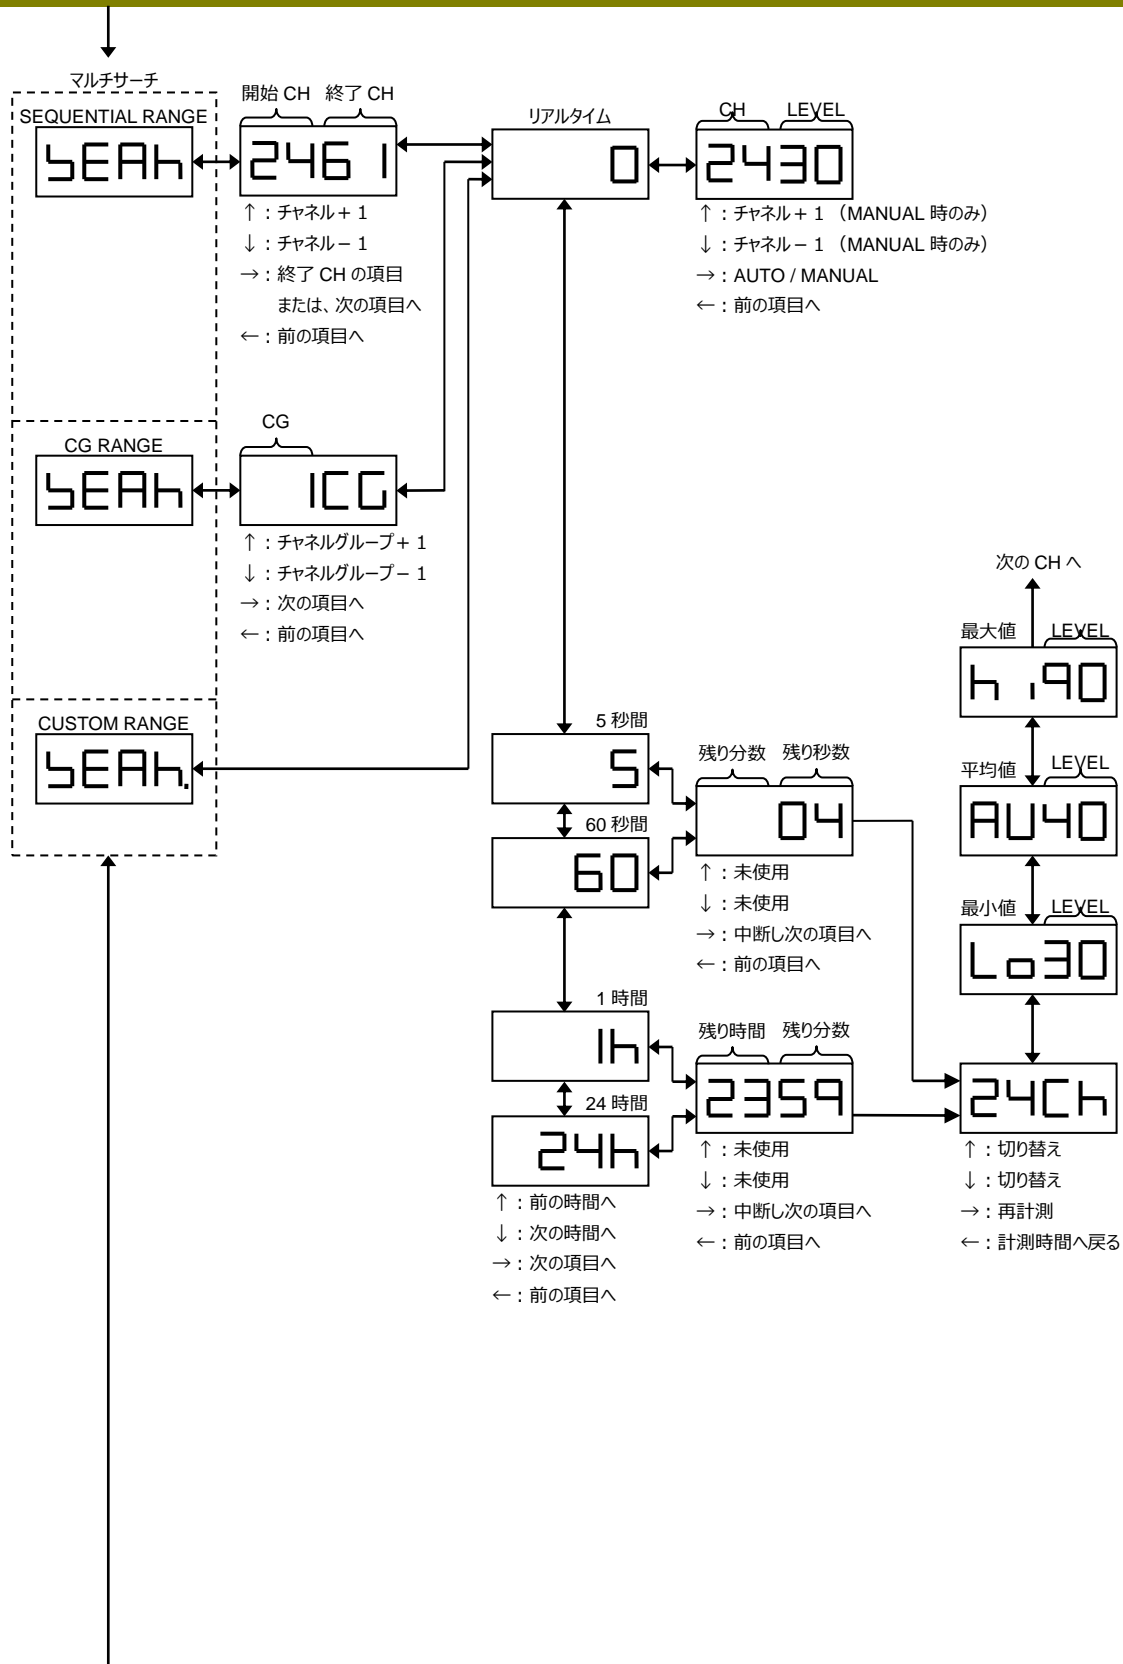 マルチサーチ
SEQUENTIAL RANGE
SEAh
開始 CH 終了 CH
2461
↑：チャネル＋ 1
↓：チャネル－ 1
→：終了 CH の項目
または、次の項目へ
←：前の項目へ
リアルタイム
0
CH LEVEL
2430
↑：チャネル＋ 1 （MANUAL 時のみ）
↓：チャネル－ 1 （MANUAL 時のみ）
→：AUTO / MANUAL
←：前の項目へ
CG RANGE
SEAh
CG
1CG
↑：チャネルグループ＋ 1
↓：チャネルグループ－ 1
→：次の項目へ
←：前の項目へ
CUSTOM RANGE
SEAh.
5 秒間
5
60 秒間
60
残り分数 残り秒数
04
↑：未使用
↓：未使用
→：中断し次の項目へ
←：前の項目へ
1 時間
1h
24 時間
24h
↑：前の時間へ
↓：次の時間へ
→：次の項目へ
←：前の項目へ
残り時間 残り分数
2359
↑：未使用
↓：未使用
→：中断し次の項目へ
←：前の項目へ
次の CH へ
最大値 LEVEL
hi90
平均値 LEVEL
AU40
最小値 LEVEL
Lo30
24Ch
↑：切り替え
↓：切り替え
→：再計測
←：計測時間へ戻る